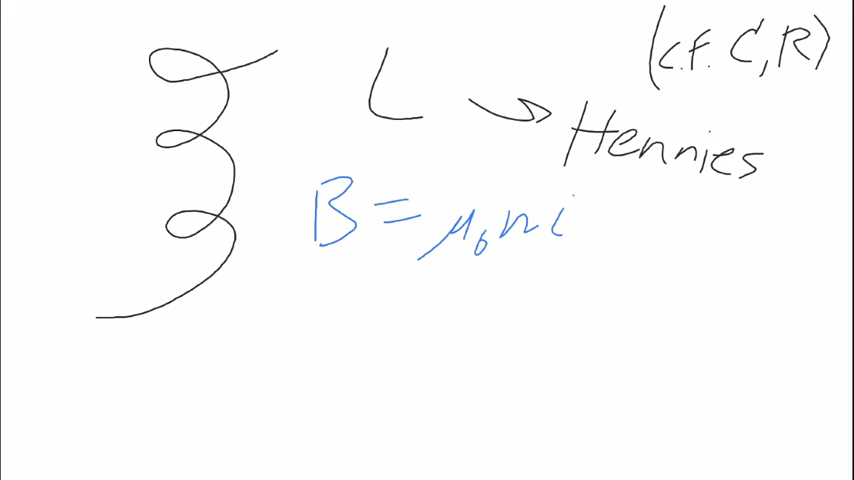 (c.f. C, R)
L → Hennies
B = μ₀ni